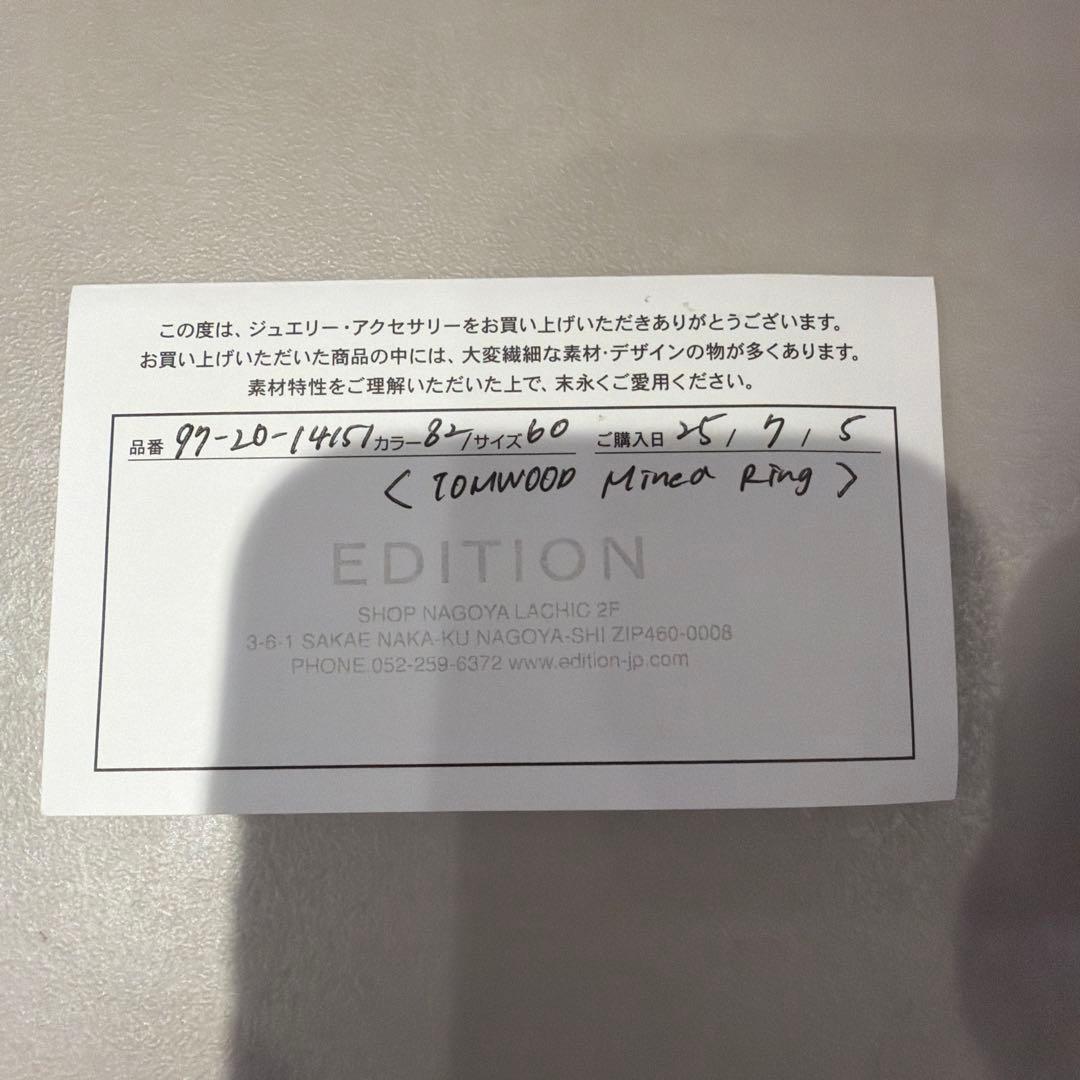 この度は、ジュエリー・アクセサリーをお買い上げいただきありがとうございます。
お買い上げいただいた商品の中には、大変繊細な素材・デザインの物が多くあります。
素材特性をご理解いただいた上で、末永くご愛用ください。
品番 97-20-14151 カラー 82 / サイズ 60 ご購入日 25 / 7 / 5
< TOMWOOD Mined Ring >
EDITION
SHOP NAGOYA LACHIC 2F
3-6-1 SAKAE NAKA-KU NAGOYA-SHI ZIP460-0008
PHONE.052-259-6372 www.edition-jp.com